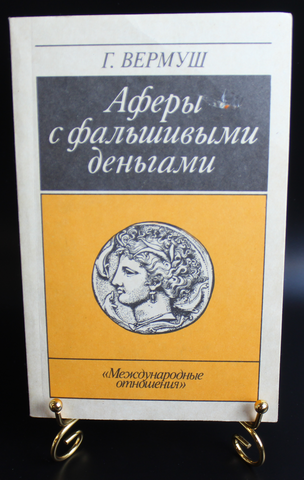 Г. ВЕРМУШ
Аферы
с фальшивыми
деньгами
«Международные
отношения»